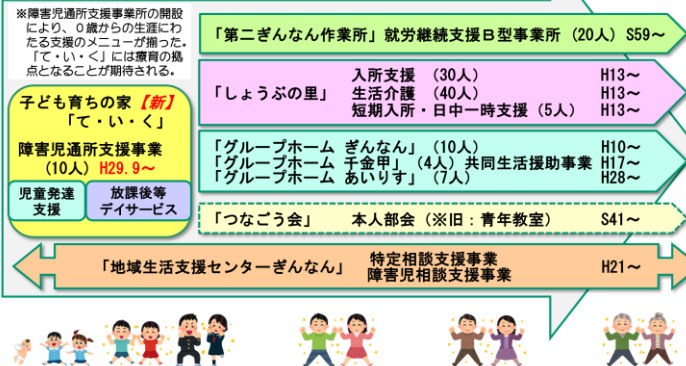 ※障害児通所支援事業所の開設
により、０歳からの生涯にわ
たる支援のメニューが揃った。
「て・い・く」には療育の拠
点となることが期待される。
子ども育ちの家【新】
「て・い・く」
障害児通所支援事業
（10人）H29.9～
児童発達
支援
放課後等
デイサービス
「第二ぎんなん作業所」就労継続支援Ｂ型事業所（20人）S59～
「しょうぶの里」
入所支援 （30人） H13～
生活介護 （40人） H13～
短期入所・日中一時支援（5人） H13～
「グループホーム ぎんなん」（10人） H10～
「グループホーム 千金甲」（4人）共同生活援助事業 H17～
「グループホーム あいりす」（7人） H28～
「つなごう会」 本人部会（※旧：青年教室） S41～
「地域生活支援センターぎんなん」
特定相談支援事業
障害児相談支援事業
H21～